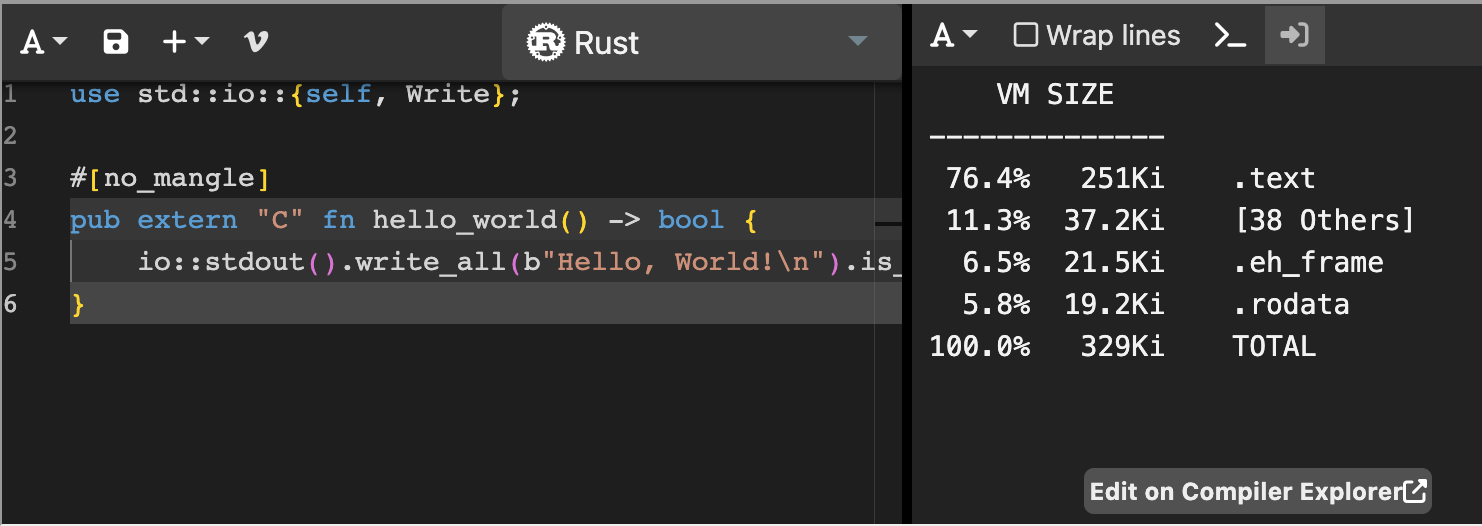 A
Rust
1 use std::io::{self, Write};
2
3 #[no_mangle]
4 pub extern "C" fn hello_world() -> bool {
5 io::stdout().write_all(b"Hello, World!\n").is_
6 }
A Wrap lines
VM SIZE
--------------
76.4% 251Ki .text
11.3% 37.2Ki [38 Others]
6.5% 21.5Ki .eh_frame
5.8% 19.2Ki .rodata
100.0% 329Ki TOTAL
Edit on Compiler Explorer